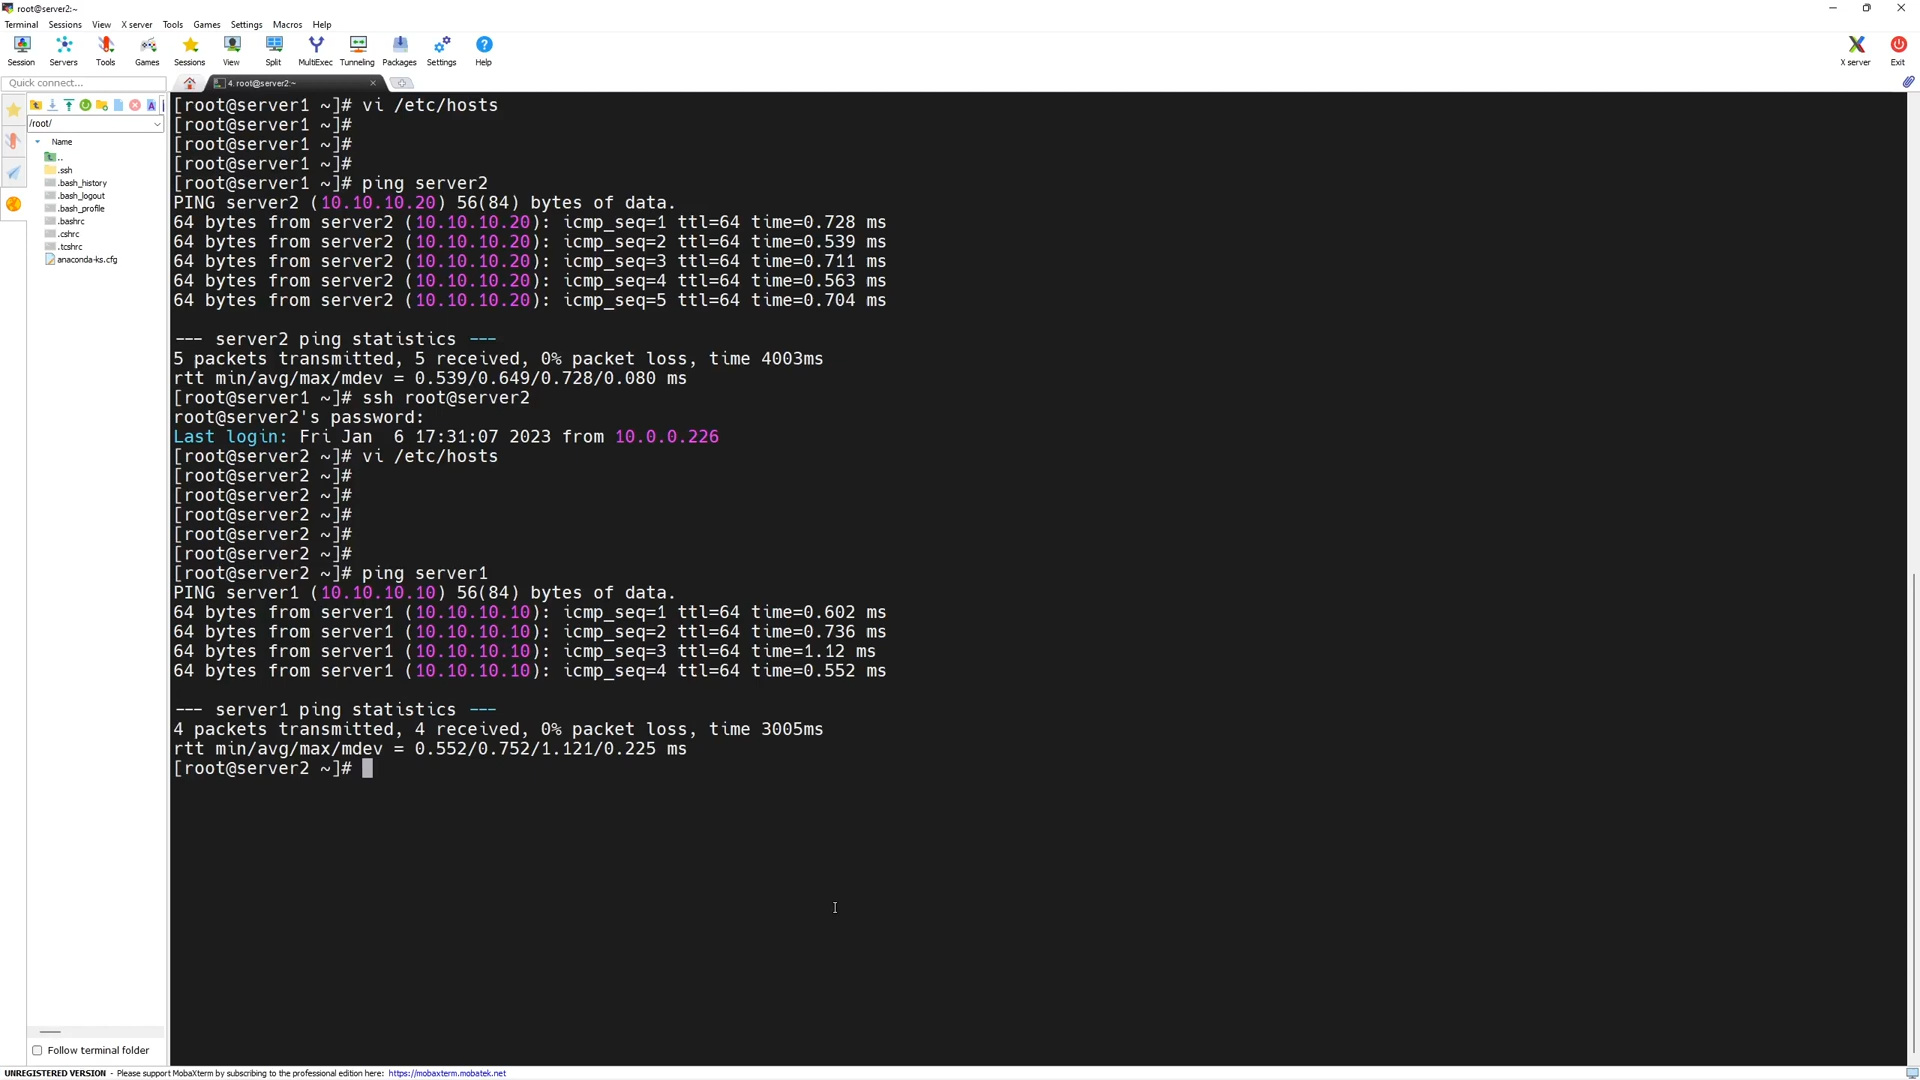 root@server2:~
Terminal Sessions View X server Tools Games Settings Macros Help
Session Servers Tools Games Sessions View Split MultiExec Tunneling Packages Settings Help X server Exit
Quick connect...
4. root@server2:~
/root/
Name
..
.ssh
.bash_history
.bash_logout
.bash_profile
.bashrc
.cshrc
.tcshrc
anaconda-ks.cfg
[root@server1 ~]# vi /etc/hosts
[root@server1 ~]#
[root@server1 ~]#
[root@server1 ~]#
[root@server1 ~]# ping server2
PING server2 (10.10.10.20) 56(84) bytes of data.
64 bytes from server2 (10.10.10.20): icmp_seq=1 ttl=64 time=0.728 ms
64 bytes from server2 (10.10.10.20): icmp_seq=2 ttl=64 time=0.539 ms
64 bytes from server2 (10.10.10.20): icmp_seq=3 ttl=64 time=0.711 ms
64 bytes from server2 (10.10.10.20): icmp_seq=4 ttl=64 time=0.563 ms
64 bytes from server2 (10.10.10.20): icmp_seq=5 ttl=64 time=0.704 ms
--- server2 ping statistics ---
5 packets transmitted, 5 received, 0% packet loss, time 4003ms
rtt min/avg/max/mdev = 0.539/0.649/0.728/0.080 ms
[root@server1 ~]# ssh root@server2
root@server2's password:
Last login: Fri Jan  6 17:31:07 2023 from 10.0.0.226
[root@server2 ~]# vi /etc/hosts
[root@server2 ~]#
[root@server2 ~]#
[root@server2 ~]#
[root@server2 ~]#
[root@server2 ~]#
[root@server2 ~]# ping server1
PING server1 (10.10.10.10) 56(84) bytes of data.
64 bytes from server1 (10.10.10.10): icmp_seq=1 ttl=64 time=0.602 ms
64 bytes from server1 (10.10.10.10): icmp_seq=2 ttl=64 time=0.736 ms
64 bytes from server1 (10.10.10.10): icmp_seq=3 ttl=64 time=1.12 ms
64 bytes from server1 (10.10.10.10): icmp_seq=4 ttl=64 time=0.552 ms
--- server1 ping statistics ---
4 packets transmitted, 4 received, 0% packet loss, time 3005ms
rtt min/avg/max/mdev = 0.552/0.752/1.121/0.225 ms
[root@server2 ~]#
Follow terminal folder
UNREGISTERED VERSION - Please support MobaXterm by subscribing to the professional edition here: https://mobaxterm.mobatek.net